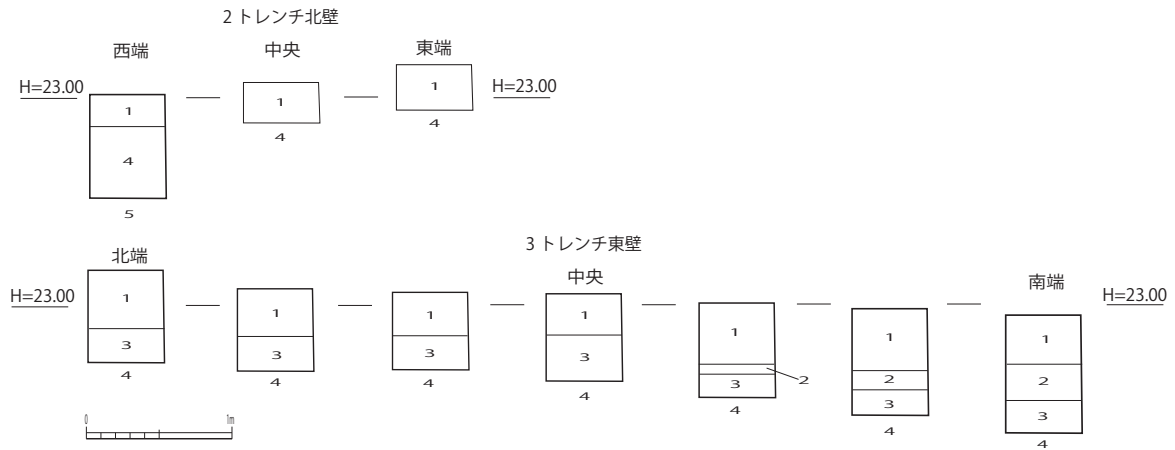 2 トレンチ北壁
西端 中央 東端
H=23.00 H=23.00
1 1 1
4 4 4
5
3 トレンチ東壁
北端 中央 南端
H=23.00 H=23.00
1 1 1 1 1 1 1
2 2 2
3 3 3 3 3 3 3
4 4 4 4 4 4 4
0 1m